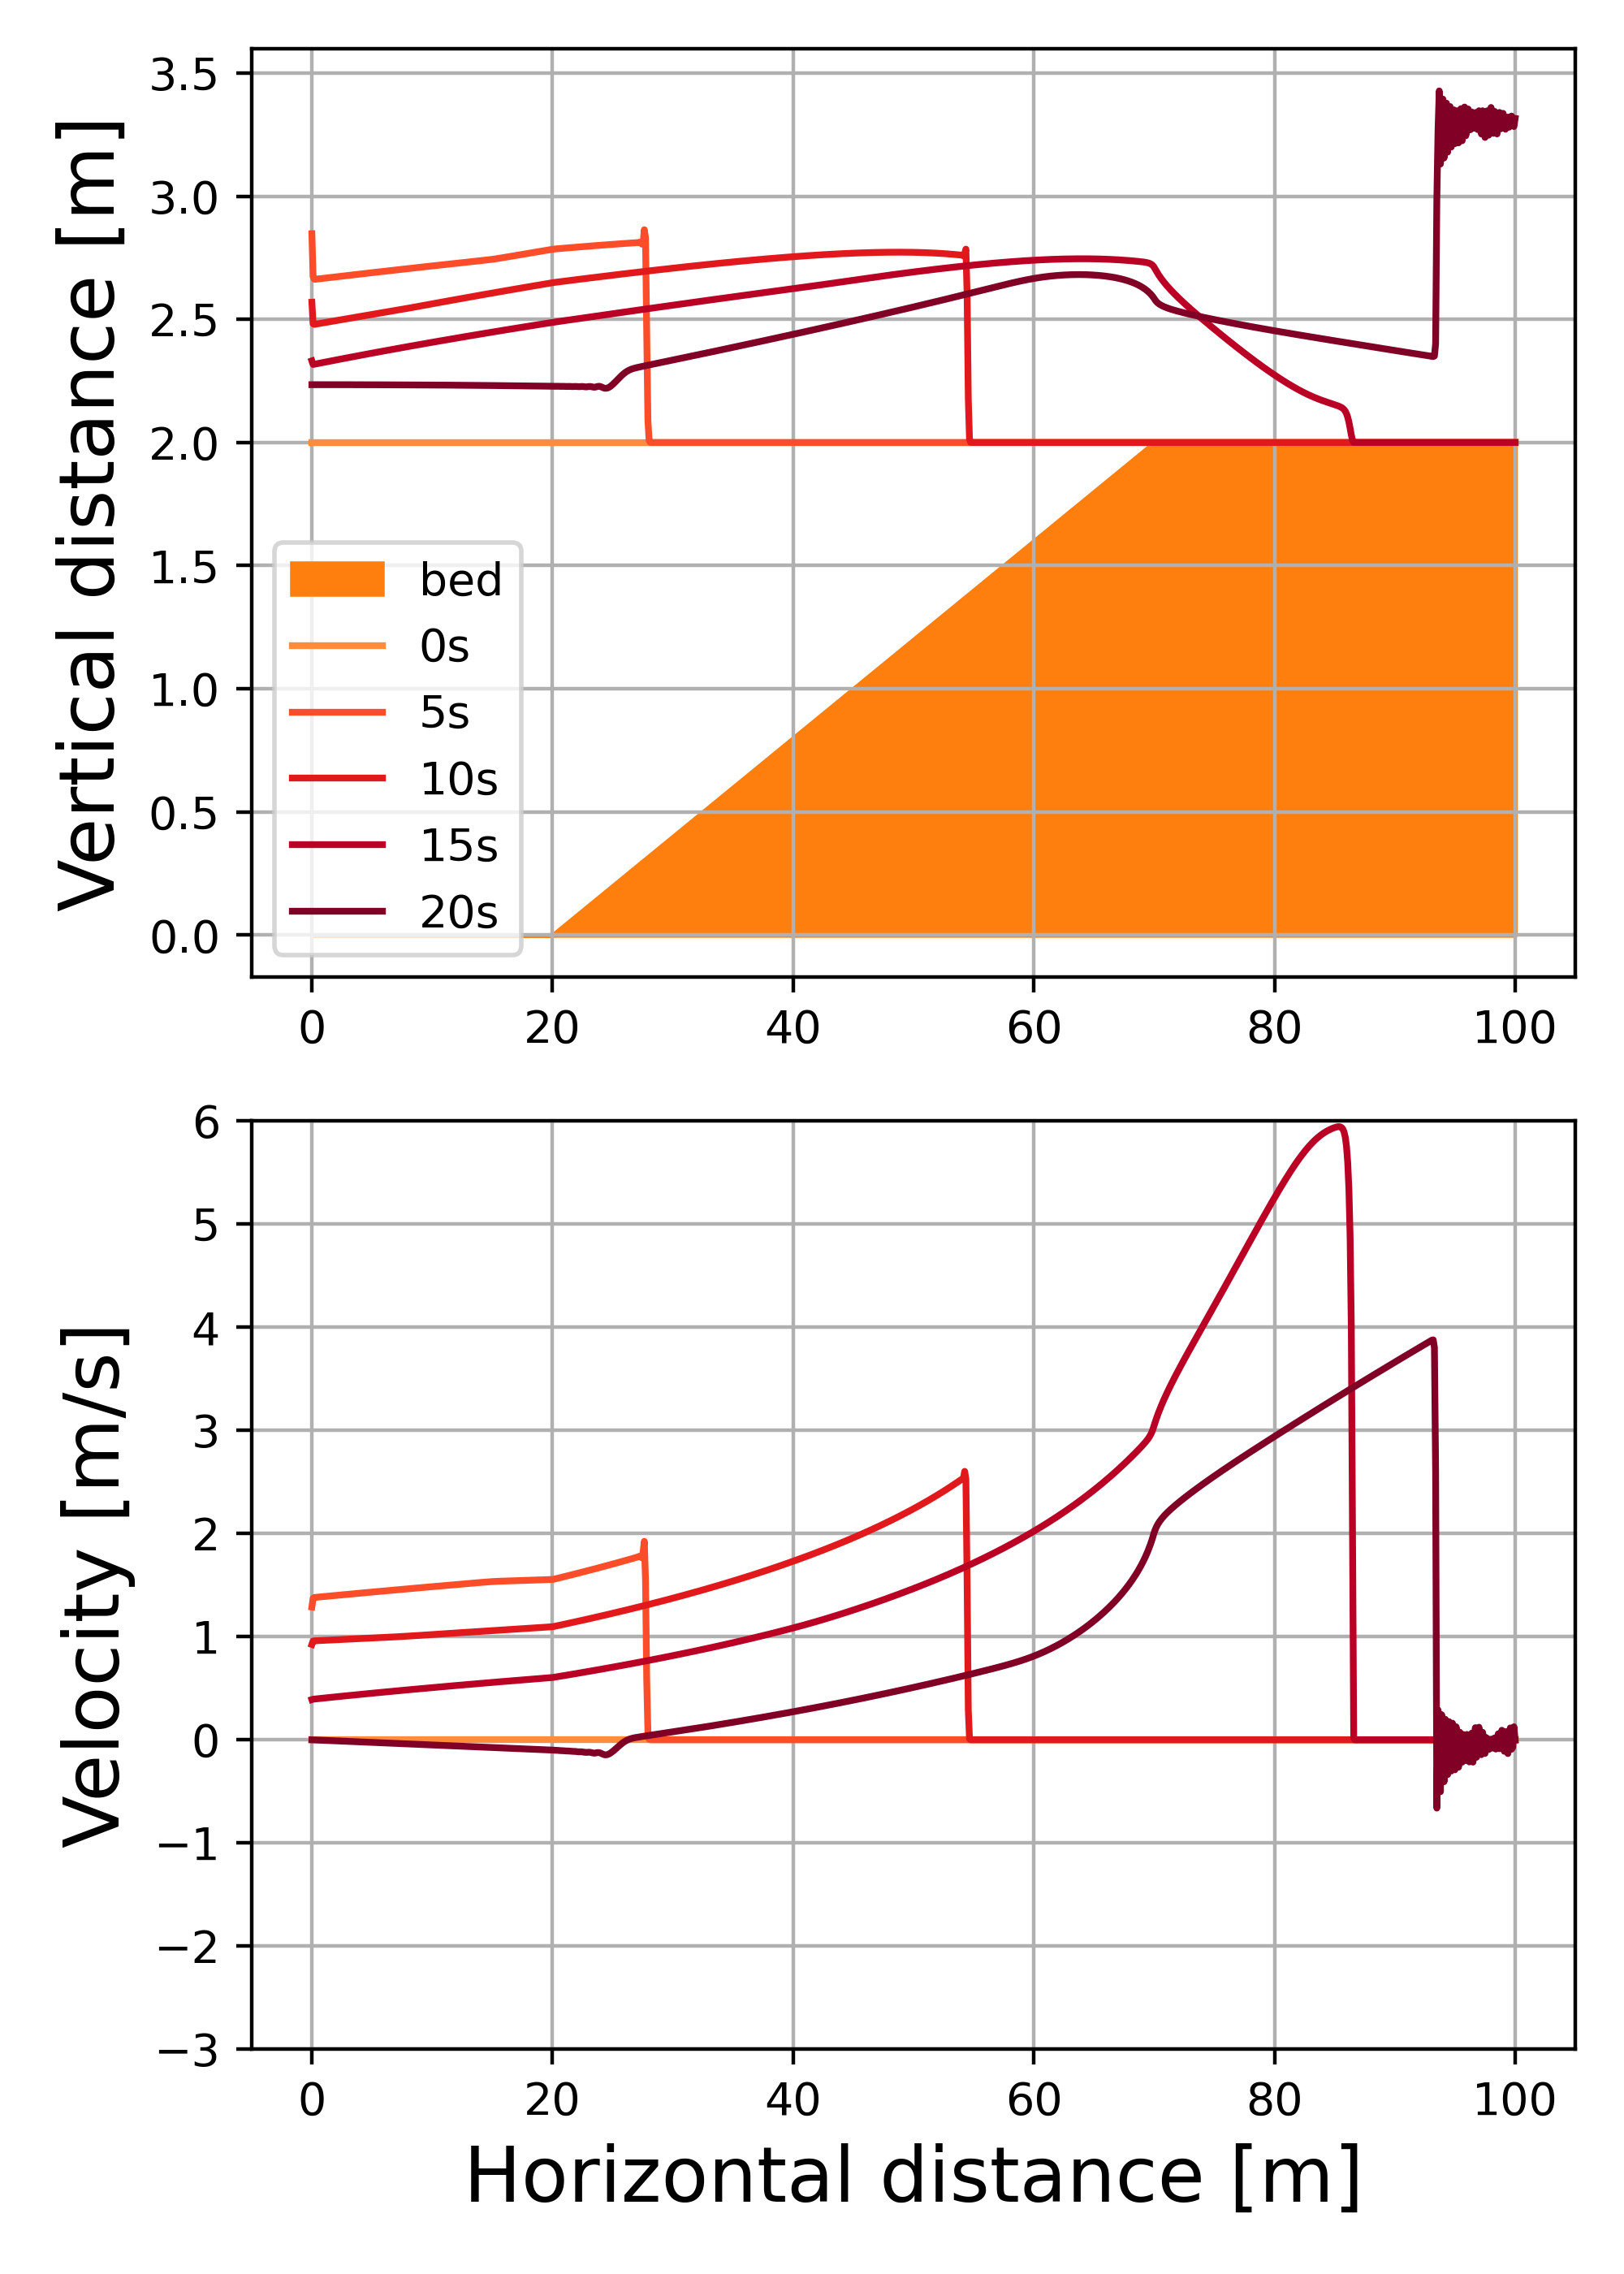 Vertical distance [m]
3.5
3.0
2.5
2.0
1.5
1.0
0.5
0.0
bed
0s
5s
10s
15s
20s
0 20 40 60 80 100
Velocity [m/s]
6
5
4
3
2
1
0
−1
−2
−3
0 20 40 60 80 100
Horizontal distance [m]